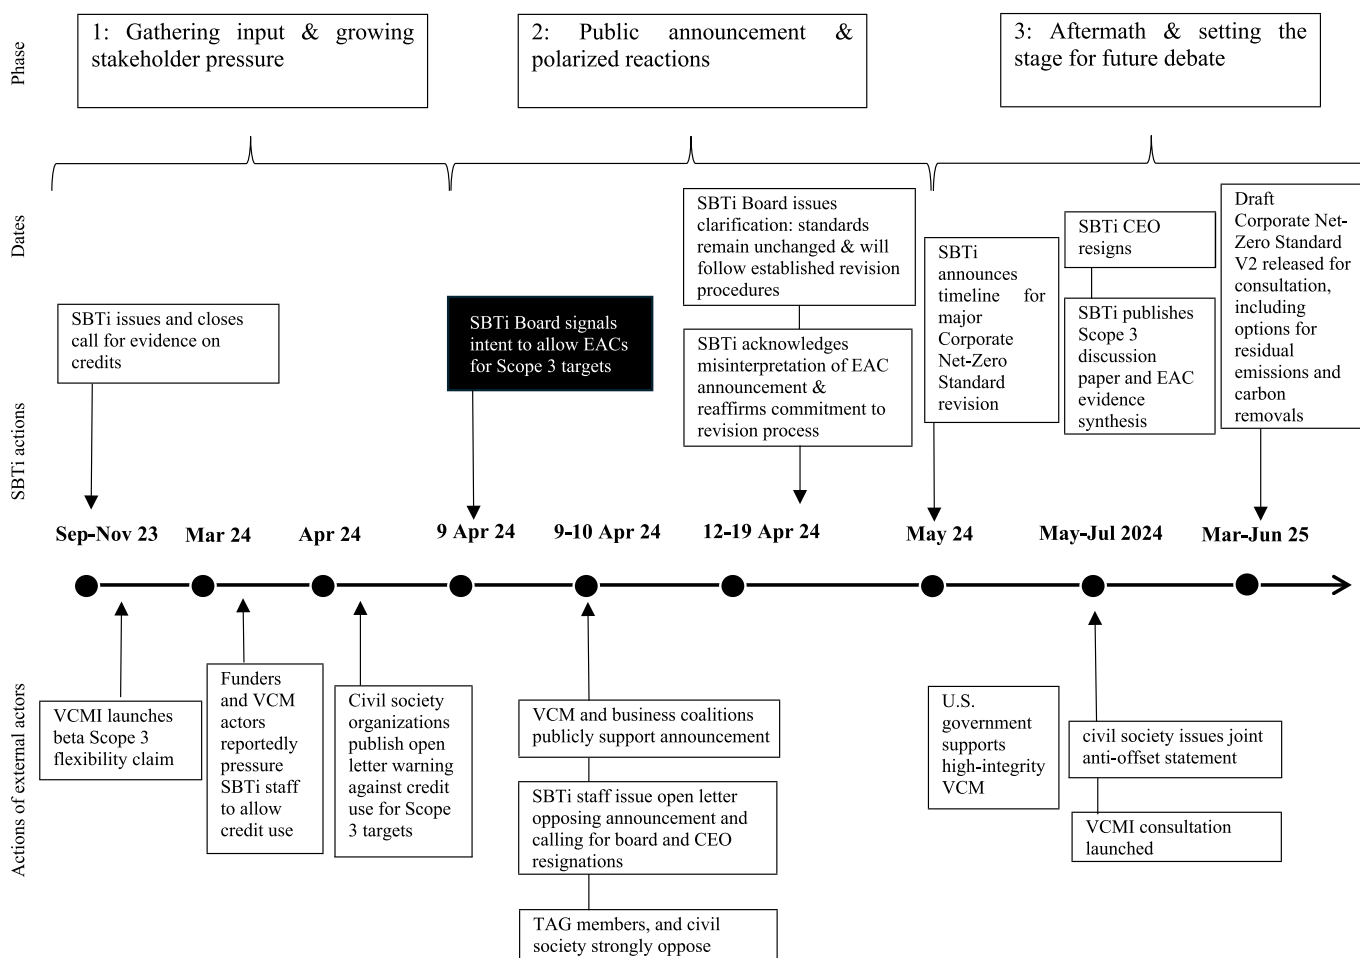 Phase
1: Gathering input & growing
stakeholder pressure
2: Public announcement &
polarized reactions
3: Aftermath & setting the
stage for future debate
Dates
SBTi actions
SBTi issues and closes
call for evidence on
credits
SBTi Board signals
intent to allow EACs
for Scope 3 targets
SBTi Board issues
clarification: standards
remain unchanged & will
follow established revision
procedures
SBTi acknowledges
misinterpretation of EAC
announcement &
reaffirms commitment to
revision process
SBTi
announces
timeline for
major
Corporate
Net-Zero
Standard
revision
SBTi CEO
resigns
SBTi publishes
Scope 3
discussion
paper and EAC
evidence
synthesis
Draft
Corporate Net-
Zero Standard
V2 released for
consultation,
including
options for
residual
emissions and
carbon
removals
Sep-Nov 23
Mar 24
Apr 24
9 Apr 24
9-10 Apr 24
12-19 Apr 24
May 24
May-Jul 2024
Mar-Jun 25
Actions of external actors
VCMI launches
beta Scope 3
flexibility claim
Funders
and VCM
actors
reportedly
pressure
SBTi staff
to allow
credit use
Civil society
organizations
publish open
letter warning
against credit
use for Scope
3 targets
VCM and business coalitions
publicly support announcement
SBTi staff issue open letter
opposing announcement and
calling for board and CEO
resignations
TAG members, and civil
society strongly oppose
U.S.
government
supports
high-integrity
VCM
civil society issues joint
anti-offset statement
VCMI consultation
launched